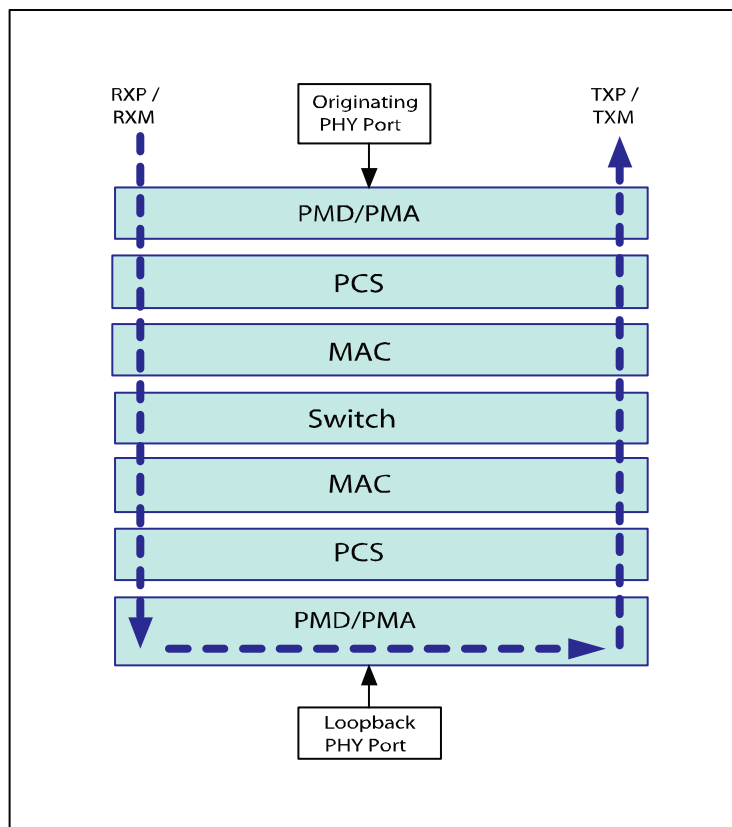 RXP /
RXM
Originating
PHY Port
TXP /
TXM
PMD/PMA
PCS
MAC
Switch
MAC
PCS
PMD/PMA
Loopback
PHY Port